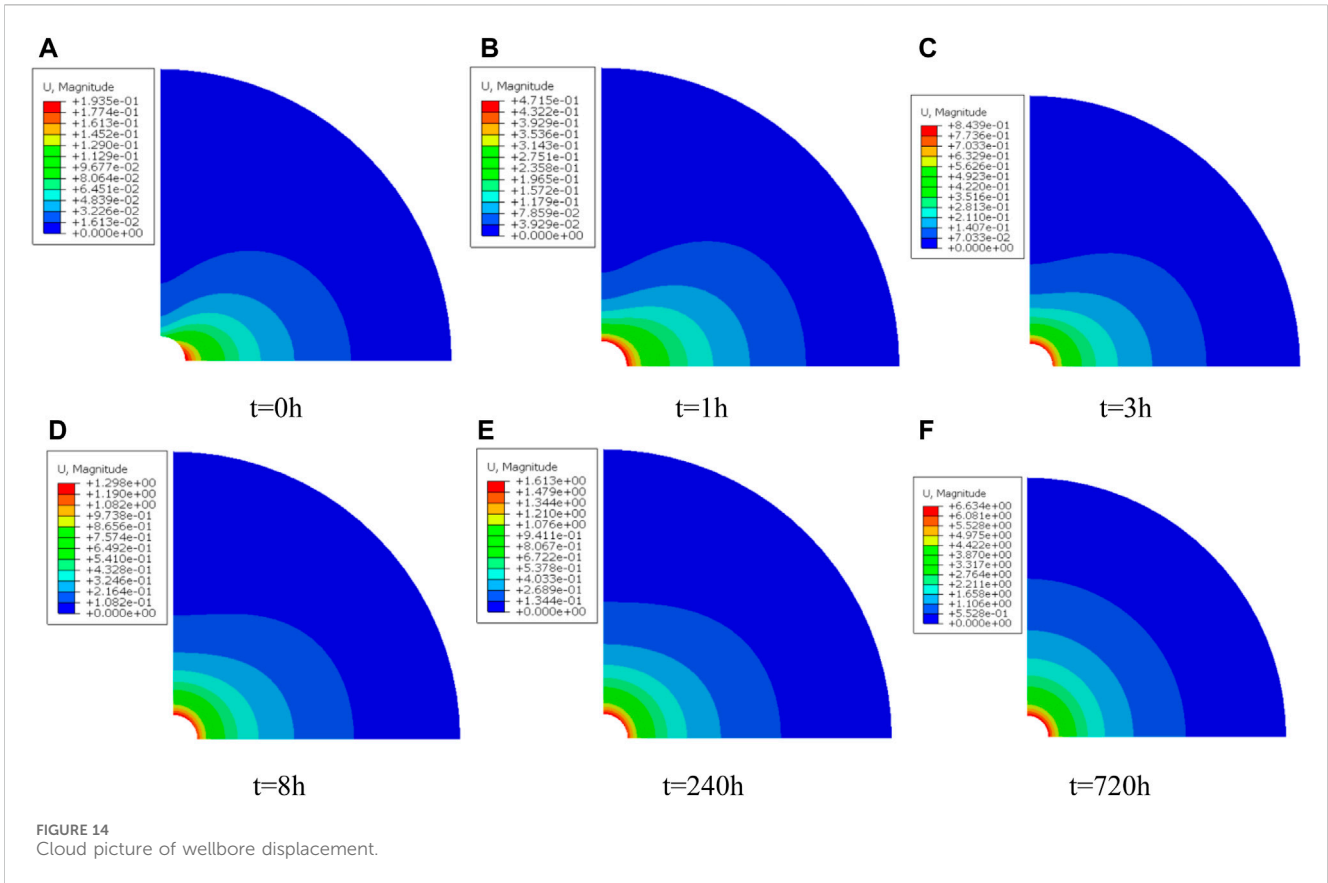 A
U, Magnitude
+1.935e-01
+1.774e-01
+1.613e-01
+1.452e-01
+1.290e-01
+1.129e-01
+9.677e-02
+8.064e-02
+6.451e-02
+4.839e-02
+3.226e-02
+1.613e-02
+0.000e+00
t=0h
B
U, Magnitude
+4.715e-01
+4.322e-01
+3.929e-01
+3.536e-01
+3.143e-01
+2.751e-01
+2.358e-01
+1.965e-01
+1.572e-01
+1.179e-01
+7.859e-02
+3.929e-02
+0.000e+00
t=1h
C
U, Magnitude
+8.439e-01
+7.736e-01
+7.033e-01
+6.329e-01
+5.626e-01
+4.923e-01
+4.220e-01
+3.516e-01
+2.813e-01
+2.110e-01
+1.407e-01
+7.033e-02
+0.000e+00
t=3h
D
U, Magnitude
+1.298e+00
+1.190e+00
+1.082e+00
+9.738e-01
+8.656e-01
+7.574e-01
+6.492e-01
+5.410e-01
+4.328e-01
+3.246e-01
+2.164e-01
+1.082e-01
+0.000e+00
t=8h
E
U, Magnitude
+1.613e+00
+1.479e+00
+1.344e+00
+1.210e+00
+1.076e+00
+9.411e-01
+8.067e-01
+6.722e-01
+5.378e-01
+4.033e-01
+2.689e-01
+1.344e-01
+0.000e+00
t=240h
F
U, Magnitude
+6.634e+00
+6.081e+00
+5.528e+00
+4.975e+00
+4.422e+00
+3.870e+00
+3.317e+00
+2.764e+00
+2.211e+00
+1.658e+00
+1.106e+00
+5.528e-01
+0.000e+00
t=720h
FIGURE 14
Cloud picture of wellbore displacement.